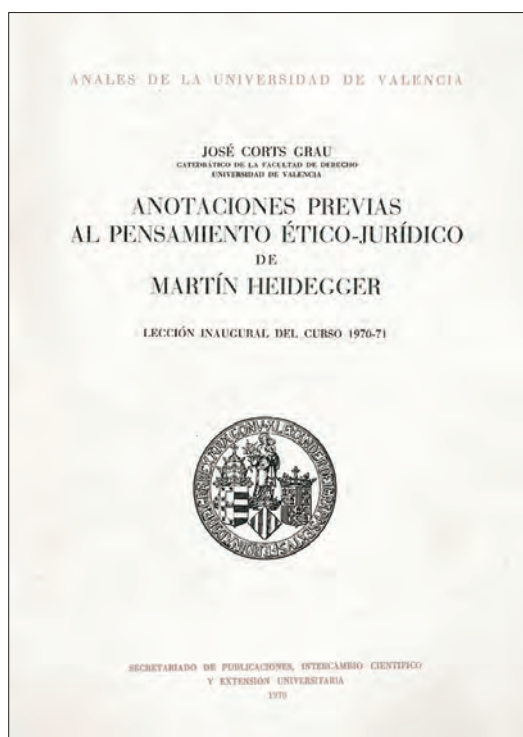 ANALES DE LA UNIVERSIDAD DE VALENCIA
JOSÉ CORTS GRAU
CATEDRÁTICO DE LA FACULTAD DE DERECHO
UNIVERSIDAD DE VALENCIA
ANOTACIONES PREVIAS
AL PENSAMIENTO ÉTICO-JURÍDICO
DE
MARTÍN HEIDEGGER
LECCIÓN INAUGURAL DEL CURSO 1970-71
SECRETARIADO DE PUBLICACIONES, INTERCAMBIO CIENTÍFICO
Y EXTENSIÓN UNIVERSITARIA
1970